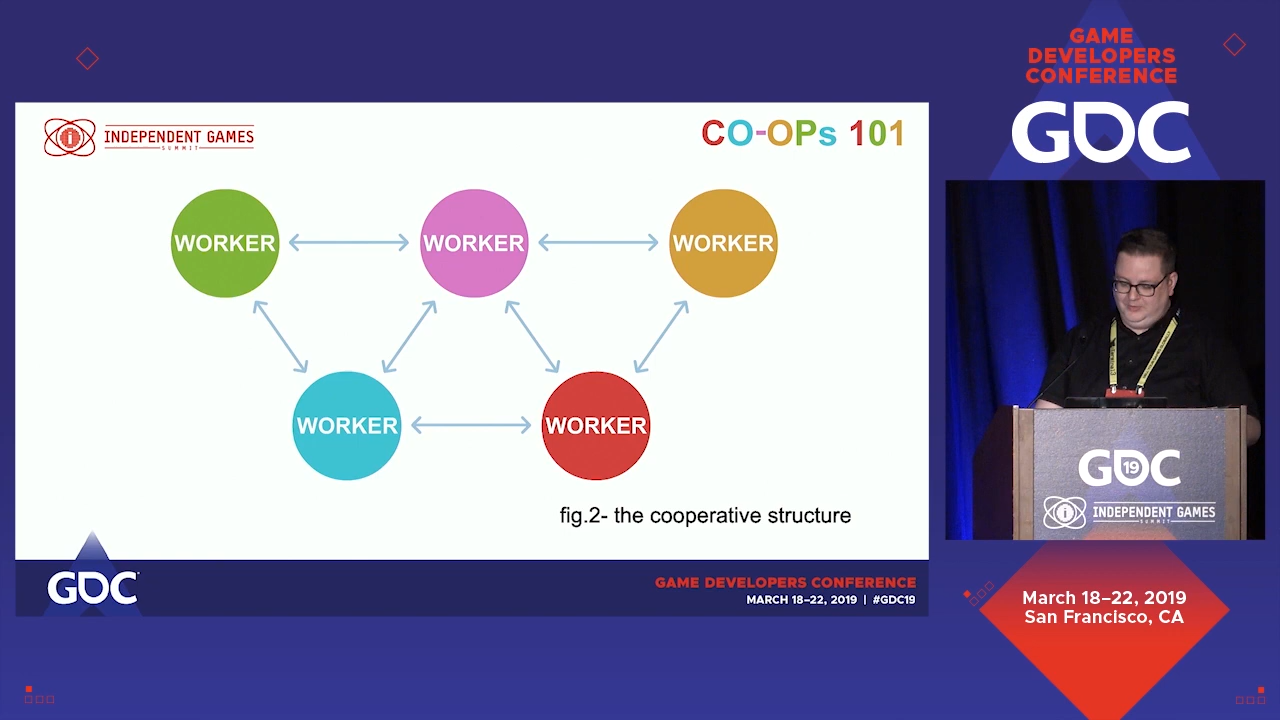 GAME
DEVELOPERS
CONFERENCE
GDC
INDEPENDENT GAMES
SUMMIT
CO-OPs 101
WORKER
WORKER
WORKER
WORKER
WORKER
fig.2- the cooperative structure
GDC
GAME DEVELOPERS CONFERENCE
MARCH 18–22, 2019 | #GDC19
GDC
19
INDEPENDENT GAMES
SUMMIT
March 18–22, 2019
San Francisco, CA